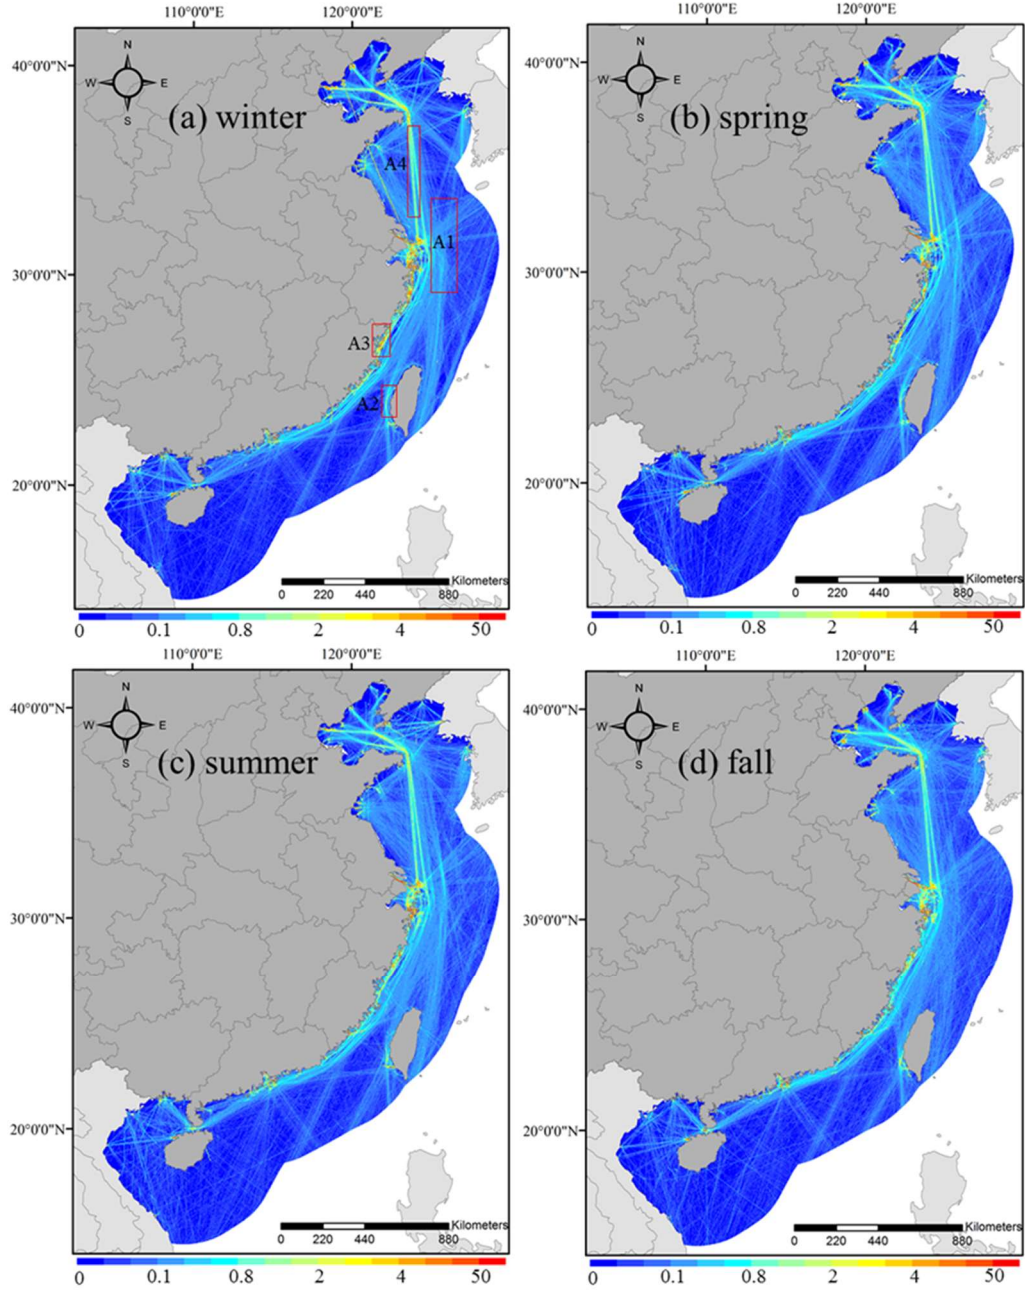 110°0'0"E 120°0'0"E
40°0'0"N
30°0'0"N
20°0'0"N
N
W E
S
(a) winter
A4
A1
A3
A2
Kilometers
0 220 440 880
0 0.1 0.8 2 4 50
110°0'0"E 120°0'0"E
40°0'0"N
30°0'0"N
20°0'0"N
N
W E
S
(b) spring
Kilometers
0 220 440 880
0 0.1 0.8 2 4 50
110°0'0"E 120°0'0"E
40°0'0"N
30°0'0"N
20°0'0"N
N
W E
S
(c) summer
Kilometers
0 220 440 880
0 0.1 0.8 2 4 50
110°0'0"E 120°0'0"E
40°0'0"N
30°0'0"N
20°0'0"N
N
W E
S
(d) fall
Kilometers
0 220 440 880
0 0.1 0.8 2 4 50